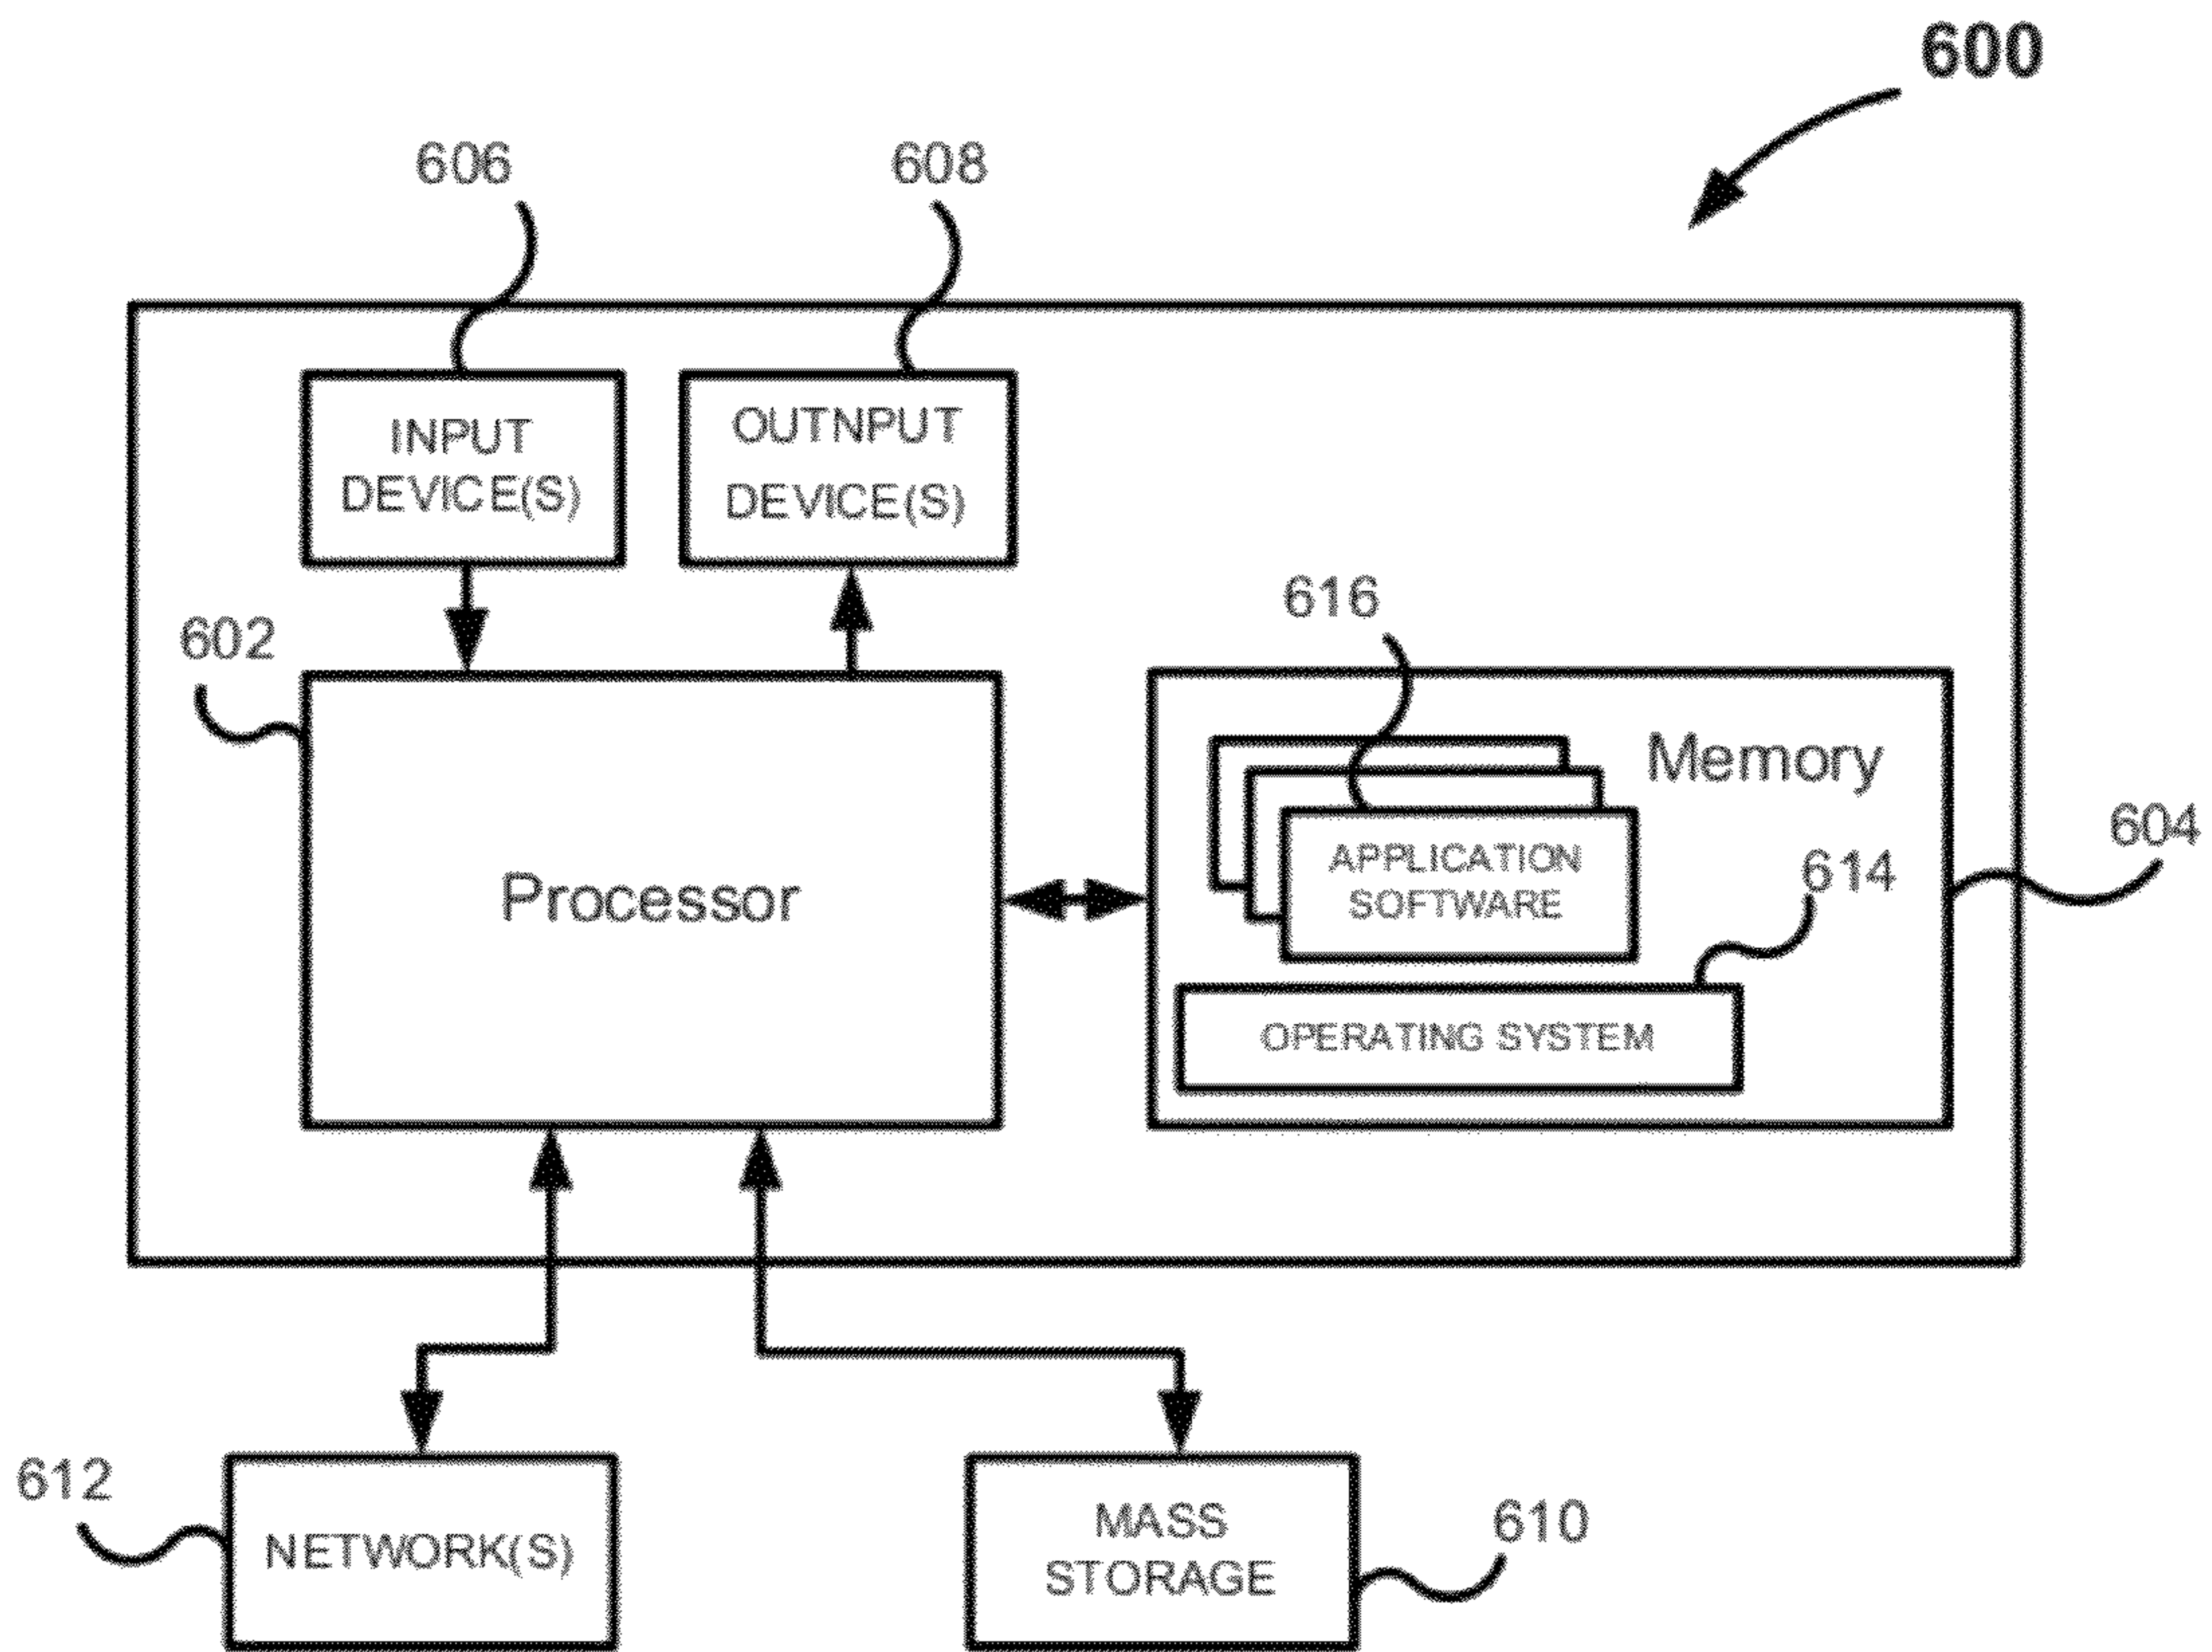 600
606
608
INPUT
DEVICE(S)
OUTNPUT
DEVICE(S)
602
616
Processor
Memory
604
APPLICATION
SOFTWARE
614
OPERATING SYSTEM
612
NETWORK(S)
MASS
STORAGE
610